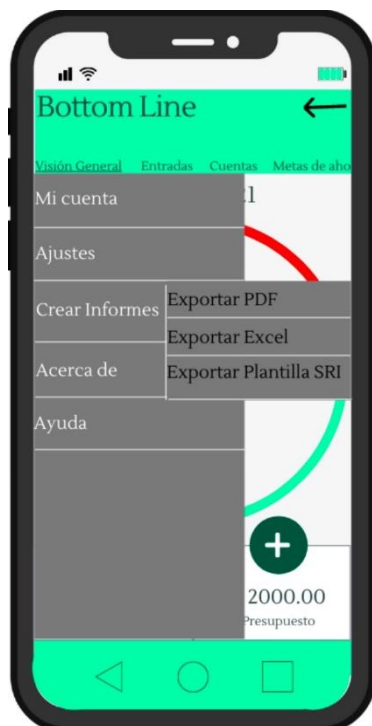 Bottom Line
Visión General Entradas Cuentas Metas de aho
Mi cuenta
Ajustes
Crear Informes
Exportar PDF
Exportar Excel
Exportar Plantilla SRI
Acerca de
Ayuda
2000.00
Presupuesto